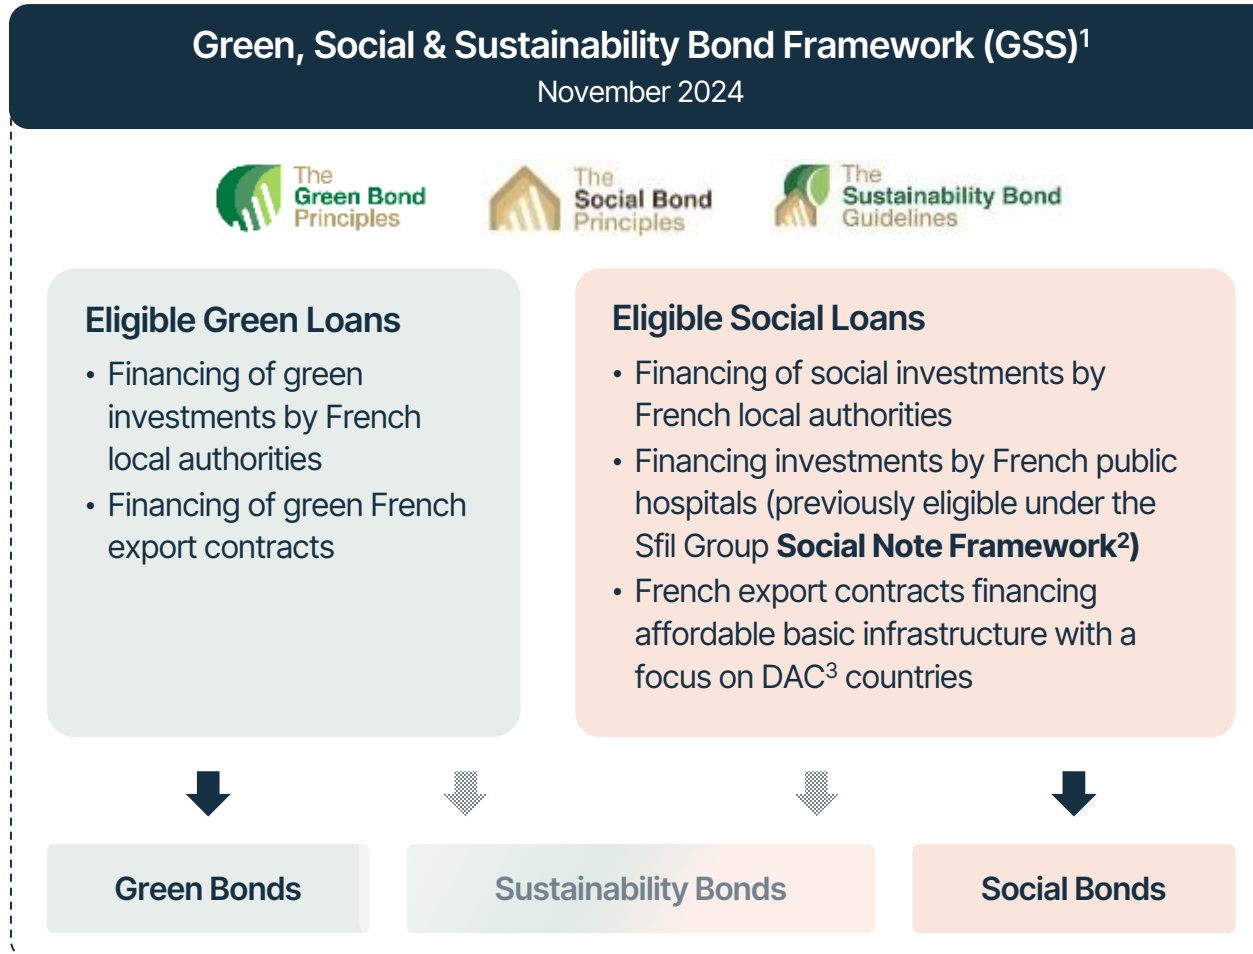 Green, Social & Sustainability Bond Framework (GSS)¹
November 2024
The
Green Bond
Principles
The
Social Bond
Principles
The
Sustainability Bond
Guidelines
Eligible Green Loans
• Financing of green
investments by French
local authorities
• Financing of green French
export contracts
Eligible Social Loans
• Financing of social investments by
French local authorities
• Financing investments by French public
hospitals (previously eligible under the
Sfil Group Social Note Framework²)
• French export contracts financing
affordable basic infrastructure with a
focus on DAC³ countries
Green Bonds
Sustainability Bonds
Social Bonds